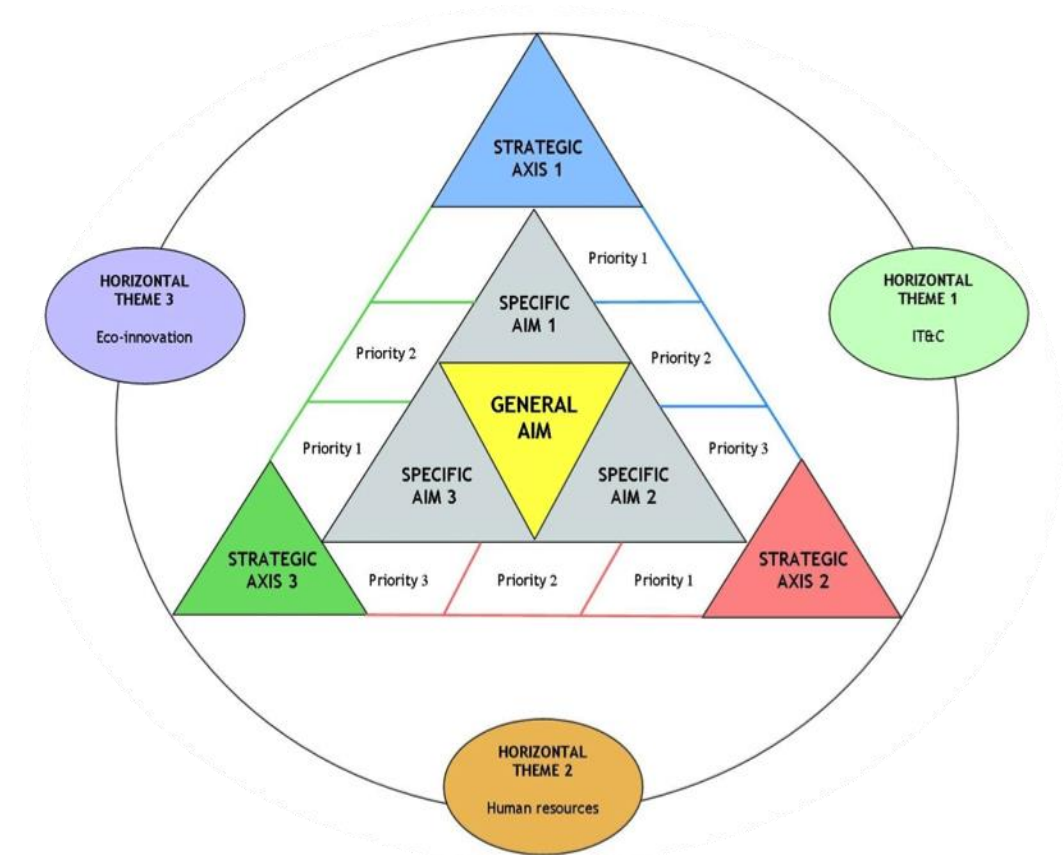 STRATEGIC
AXIS 1
Priority 1
HORIZONTAL
THEME 3
Eco-innovation
HORIZONTAL
THEME 1
IT&C
SPECIFIC
AIM 1
Priority 2
Priority 2
GENERAL
AIM
Priority 1
Priority 3
SPECIFIC
AIM 3
SPECIFIC
AIM 2
STRATEGIC
AXIS 3
Priority 3
Priority 2
Priority 1
STRATEGIC
AXIS 2
HORIZONTAL
THEME 2
Human resources